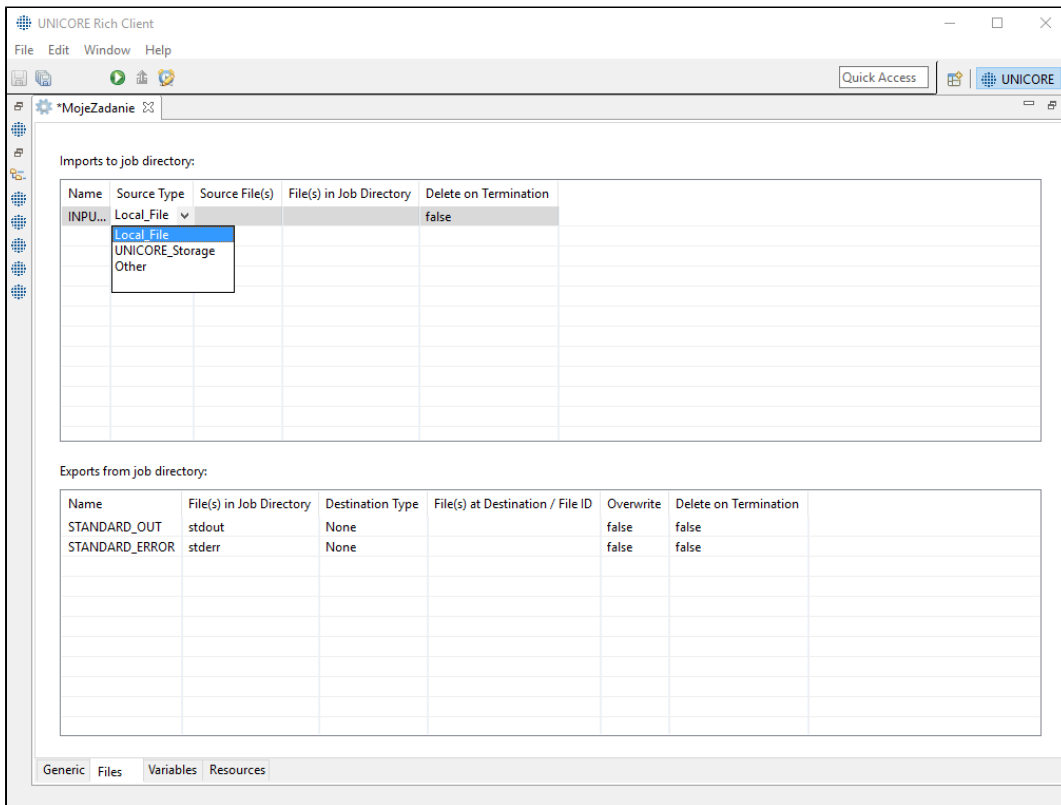 UNICORE Rich Client
File Edit Window Help
Quick Access UNICORE
*MojeZadanie
Imports to job directory:
Name Source Type Source File(s) File(s) in Job Directory Delete on Termination
INPU... Local_File false
Local_File
UNICORE_Storage
Other
Exports from job directory:
Name File(s) in Job Directory Destination Type File(s) at Destination / File ID Overwrite Delete on Termination
STANDARD_OUT stdout None false false
STANDARD_ERROR stderr None false false
Generic Files Variables Resources